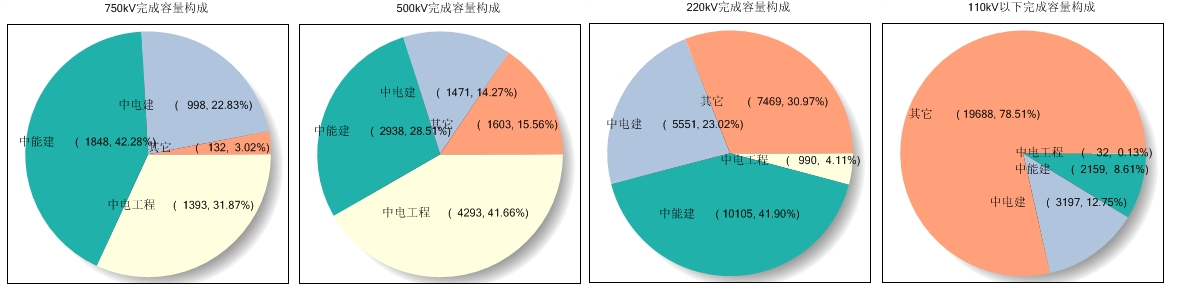 750kV完成容量构成
中电建 ( 998, 22.83%)
中能建 ( 1848, 42.28%)
其它 ( 132, 3.02%)
中电工程 ( 1393, 31.87%)
500kV完成容量构成
中电建 ( 1471, 14.27%)
其它 ( 1603, 15.56%)
中能建 ( 2938, 28.51%)
中电工程 ( 4293, 41.66%)
220kV完成容量构成
其它 ( 7469, 30.97%)
中电建 ( 5551, 23.02%)
中电工程 ( 990, 4.11%)
中能建 (10105, 41.90%)
110kV以下完成容量构成
其它 (19688, 78.51%)
中电工程 ( 32, 0.13%)
中能建 ( 2159, 8.61%)
中电建 ( 3197, 12.75%)